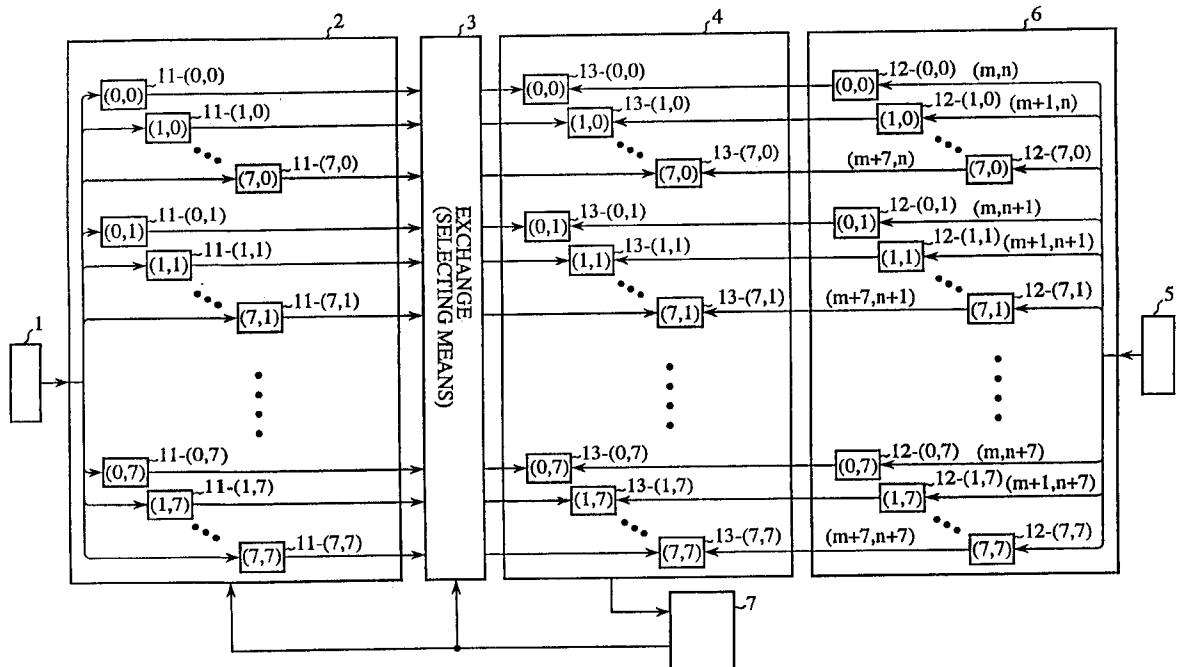 2 3 4 6
11-(0,0) 13-(0,0) 12-(0,0) (m,n)
(0,0) (0,0) (0,0)
11-(1,0) 13-(1,0) 12-(1,0) (m+1,n)
(1,0) (1,0) (1,0)
11-(7,0) 13-(7,0) (m+7,n) 12-(7,0)
(7,0) (7,0) (7,0)
11-(0,1) 13-(0,1) 12-(0,1) (m,n+1)
(0,1) (0,1) (0,1)
11-(1,1) 13-(1,1) 12-(1,1) (m+1,n+1)
(1,1) (1,1) (1,1)
11-(7,1) 13-(7,1) (m+7,n+1) 12-(7,1)
(7,1) (7,1) (7,1)
EXCHANGE
(SELECTING MEANS)
1 5
11-(0,7) 13-(0,7) 12-(0,7) (m,n+7)
(0,7) (0,7) (0,7)
11-(1,7) 13-(1,7) 12-(1,7) (m+1,n+7)
(1,7) (1,7) (1,7)
11-(7,7) 13-(7,7) (m+7,n+7) 12-(7,7)
(7,7) (7,7) (7,7)
7